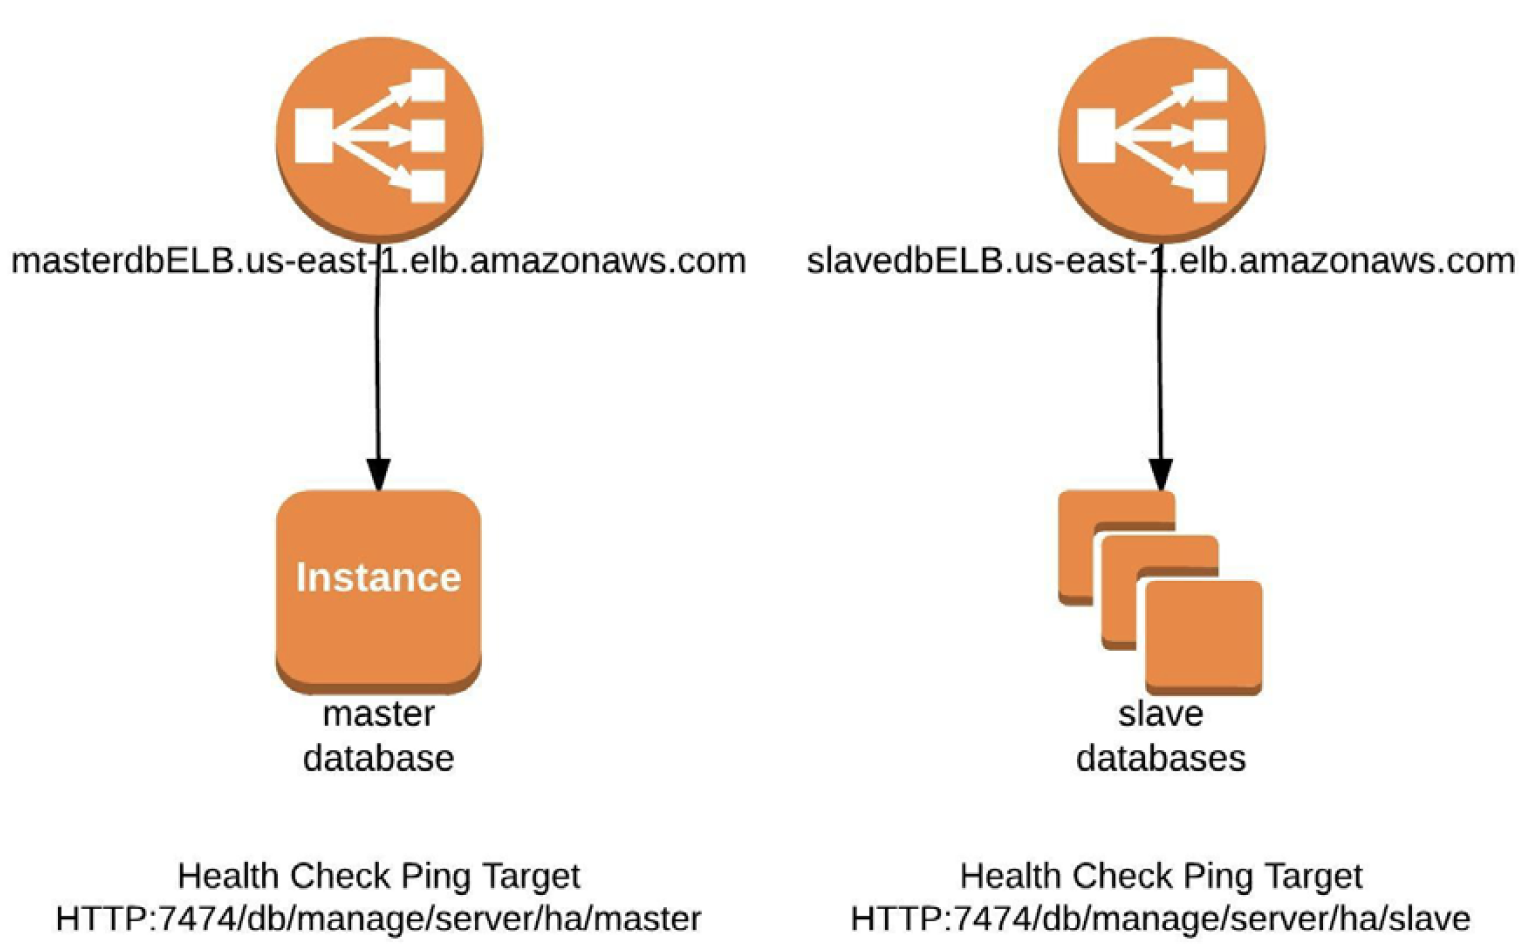 masterdbELB.us-east-1.elb.amazonaws.com
slavedbELB.us-east-1.elb.amazonaws.com
Instance
master
database
slave
databases
Health Check Ping Target
HTTP:7474/db/manage/server/ha/master
Health Check Ping Target
HTTP:7474/db/manage/server/ha/slave